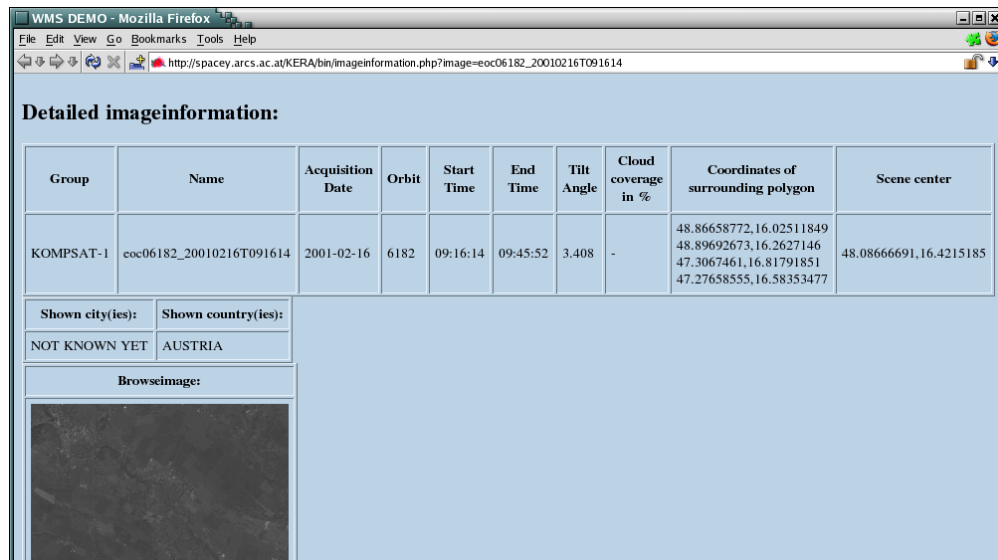 WMS DEMO - Mozilla Firefox
File Edit View Go Bookmarks Tools Help
http://spacey.arcs.ac.at/KERA/bin/imageinformation.php?image=eoc06182_20010216T091614
Detailed imageinformation:
Group
Name
Acquisition
Date
Orbit
Start
Time
End
Time
Tilt
Angle
Cloud
coverage
in %
Coordinates of
surrounding polygon
Scene center
KOMPSAT-1
eoc06182_20010216T091614
2001-02-16
6182
09:16:14
09:45:52
3.408
-
48.86658772,16.02511849
48.89692673,16.2627146
47.3067461,16.81791851
47.27658555,16.58353477
48.08666691,16.4215185
Shown city(ies):
Shown country(ies):
NOT KNOWN YET
AUSTRIA
Browseimage: